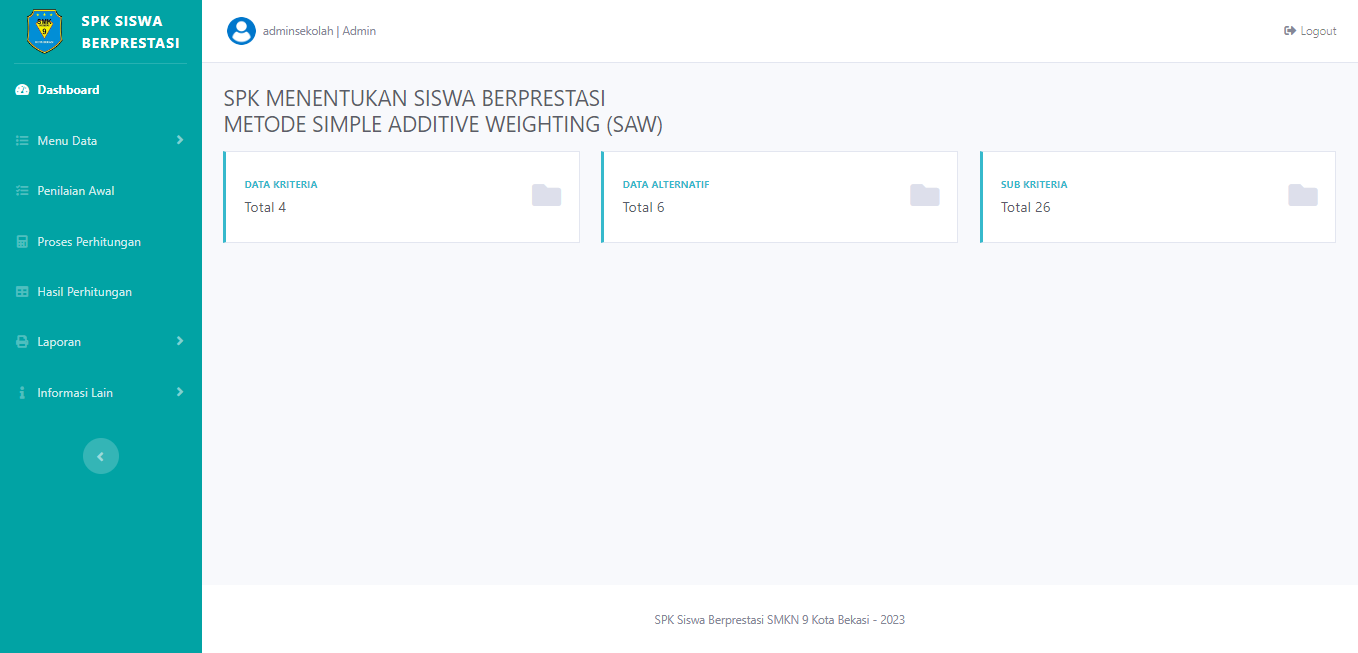 SMK
9
SPK SISWA
BERPRESTASI
adminsekolah | Admin
Logout
Dashboard
Menu Data
Penilaian Awal
Proses Perhitungan
Hasil Perhitungan
Laporan
Informasi Lain
SPK MENENTUKAN SISWA BERPRESTASI
METODE SIMPLE ADDITIVE WEIGHTING (SAW)
DATA KRITERIA
Total 4
DATA ALTERNATIF
Total 6
SUB KRITERIA
Total 26
SPK Siswa Berprestasi SMKN 9 Kota Bekasi - 2023